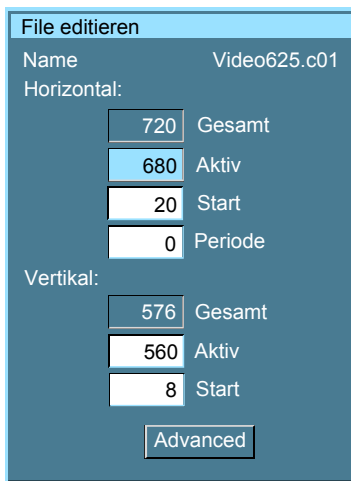 File editieren
Name Video625.c01
Horizontal:
720 Gesamt
680 Aktiv
20 Start
0 Periode
Vertikal:
576 Gesamt
560 Aktiv
8 Start
Advanced